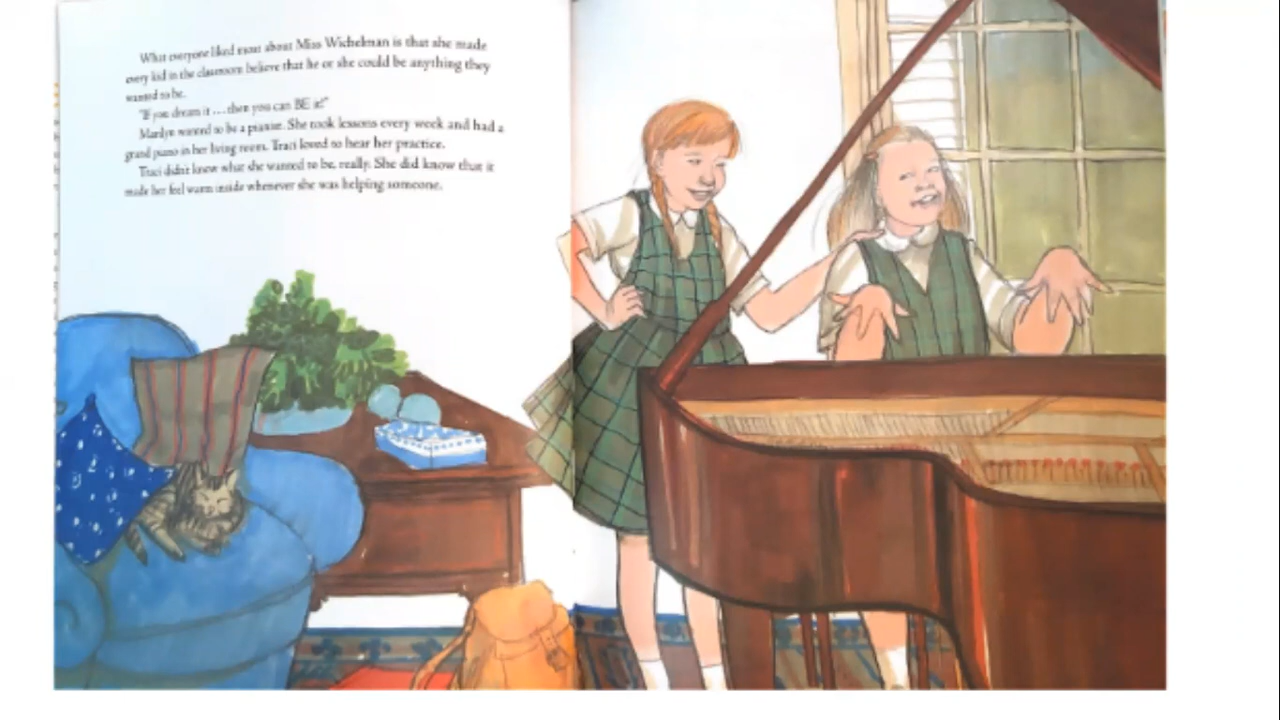 What everyone liked most about Miss Wichelman is that she made
every kid in the classroom believe that he or she could be anything they
wanted to be.
"If you dream it . . . then you can BE it!"
Marilyn wanted to be a pianist. She took lessons every week and had a
grand piano in her living room. Traci loved to hear her practice.
Traci didn't know what she wanted to be, really. She did know that it
made her feel warm inside whenever she was helping someone.